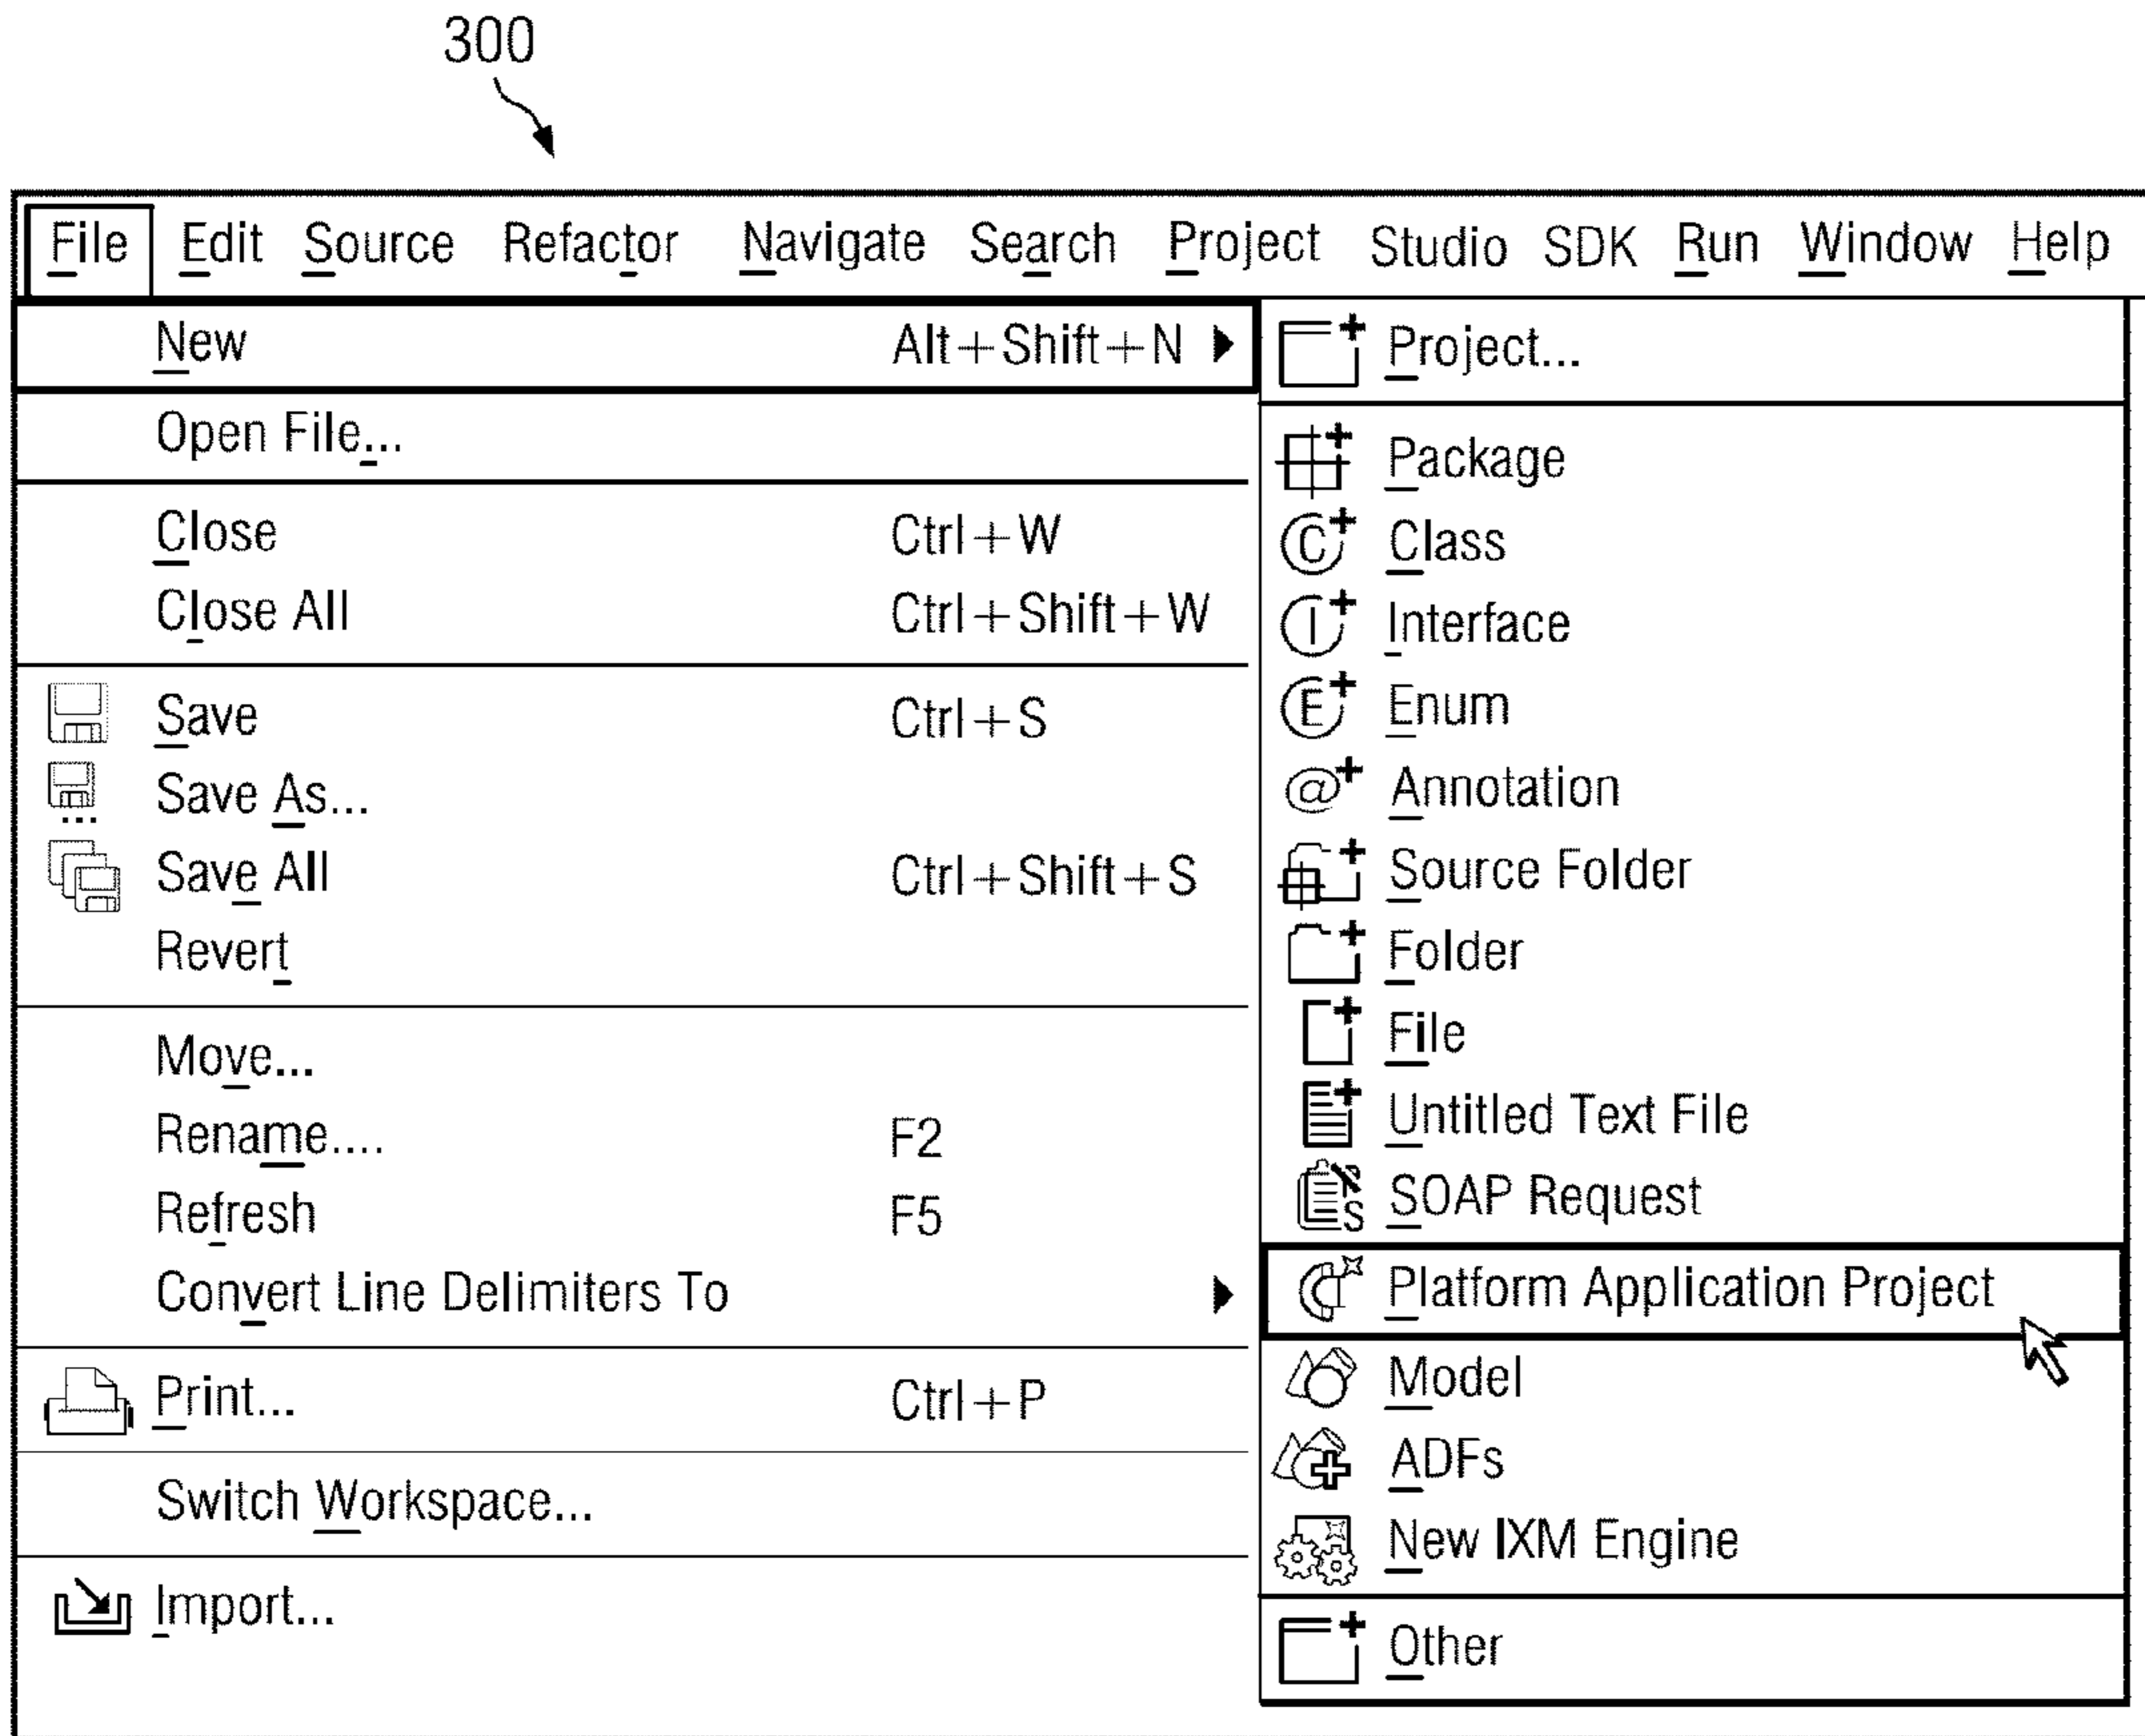 300
File Edit Source Refactor Navigate Search Project Studio SDK Run Window Help
New Alt+Shift+N
Open File...
Close Ctrl+W
Close All Ctrl+Shift+W
Save Ctrl+S
Save As...
Save All Ctrl+Shift+S
Revert
Move...
Rename.... F2
Refresh F5
Convert Line Delimiters To
Print... Ctrl+P
Switch Workspace...
Import...
Project...
Package
C Class
I Interface
E Enum
@ Annotation
Source Folder
Folder
File
Untitled Text File
S SOAP Request
Platform Application Project
Model
ADFs
New IXM Engine
Other